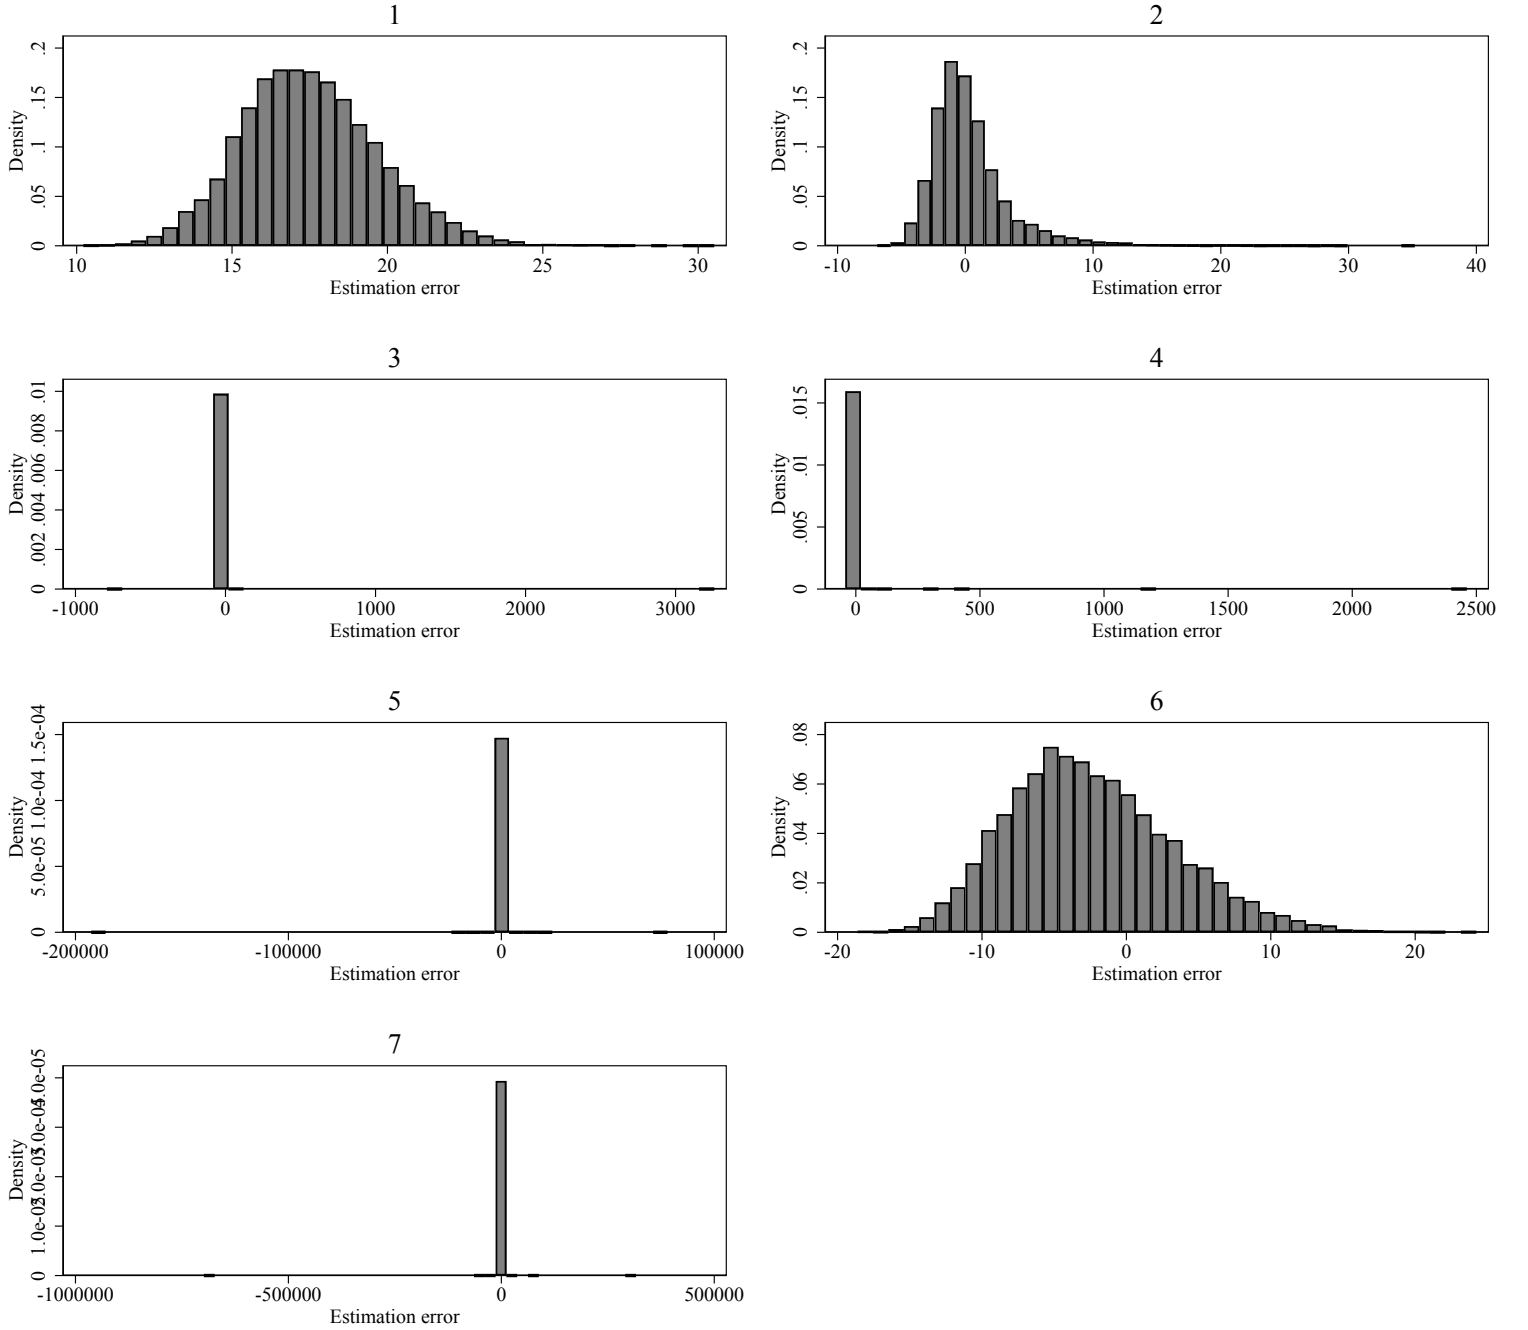 1
Density
0 .05 .1 .15 .2
10 15 20 25 30
Estimation error
2
Density
0 .05 .1 .15 .2
-10 0 10 20 30 40
Estimation error
3
Density
0 .002 .004 .006 .008 .01
-1000 0 1000 2000 3000
Estimation error
4
Density
0 .005 .01 .015
0 500 1000 1500 2000 2500
Estimation error
5
Density
0 5.0e-05 1.0e-04 1.5e-04
-200000 -100000 0 100000
Estimation error
6
Density
0 .02 .04 .06 .08
-20 -10 0 10 20
Estimation error
7
Density
0
-1000000 -500000 0 500000
Estimation error